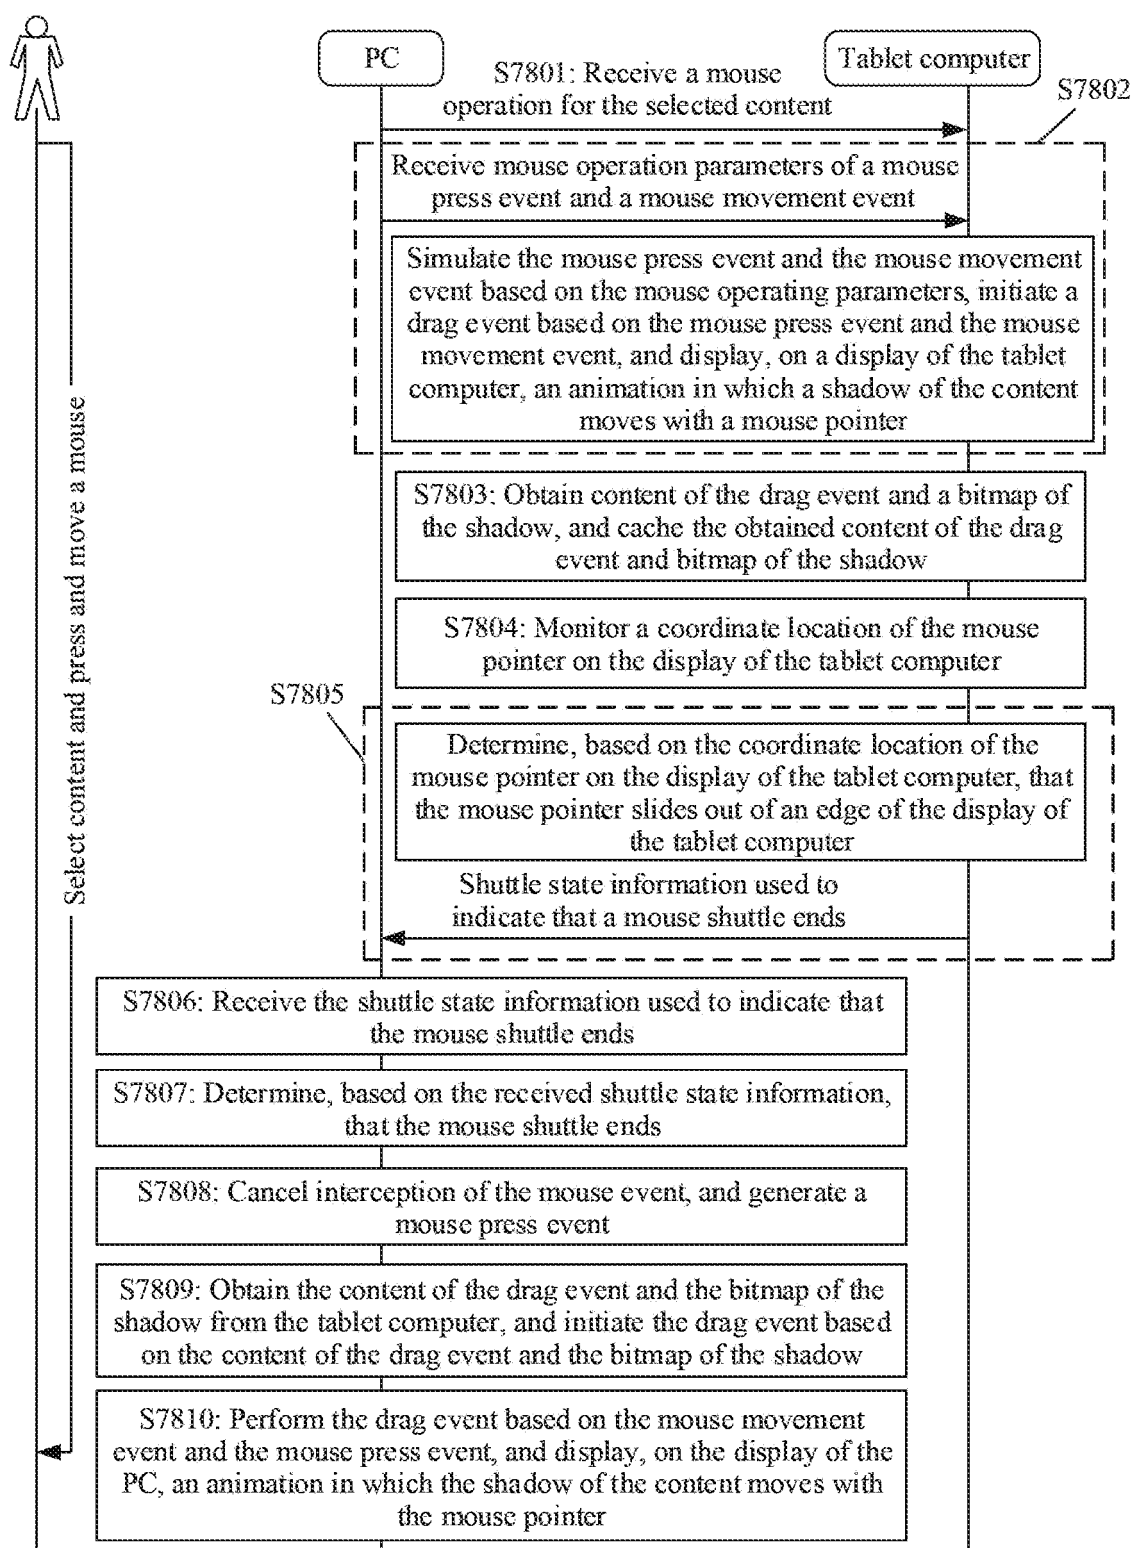 PC
Tablet computer
S7801: Receive a mouse
operation for the selected content
S7802
Receive mouse operation parameters of a mouse
press event and a mouse movement event
Simulate the mouse press event and the mouse movement
event based on the mouse operating parameters, initiate a
drag event based on the mouse press event and the mouse
movement event, and display, on a display of the tablet
computer, an animation in which a shadow of the content
moves with a mouse pointer
Select content and press and move a mouse
S7803: Obtain content of the drag event and a bitmap of
the shadow, and cache the obtained content of the drag
event and bitmap of the shadow
S7804: Monitor a coordinate location of the mouse
pointer on the display of the tablet computer
S7805
Determine, based on the coordinate location of the
mouse pointer on the display of the tablet computer, that
the mouse pointer slides out of an edge of the display of
the tablet computer
Shuttle state information used to
indicate that a mouse shuttle ends
S7806: Receive the shuttle state information used to indicate that
the mouse shuttle ends
S7807: Determine, based on the received shuttle state information,
that the mouse shuttle ends
S7808: Cancel interception of the mouse event, and generate a
mouse press event
S7809: Obtain the content of the drag event and the bitmap of the
shadow from the tablet computer, and initiate the drag event based
on the content of the drag event and the bitmap of the shadow
S7810: Perform the drag event based on the mouse movement
event and the mouse press event, and display, on the display of the
PC, an animation in which the shadow of the content moves with
the mouse pointer